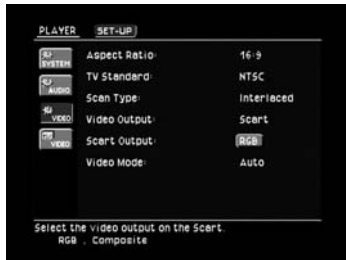 PLAYER SET-UP
SYSTEM
AUDIO
VIDEO
VIDEO
Aspect Ratio: 16:9
TV Standard: NTSC
Scan Type: Interlaced
Video Output: Scart
Scart Output: RGB
Video Mode: Auto
Select the video output on the Scart.
RGB , Composite